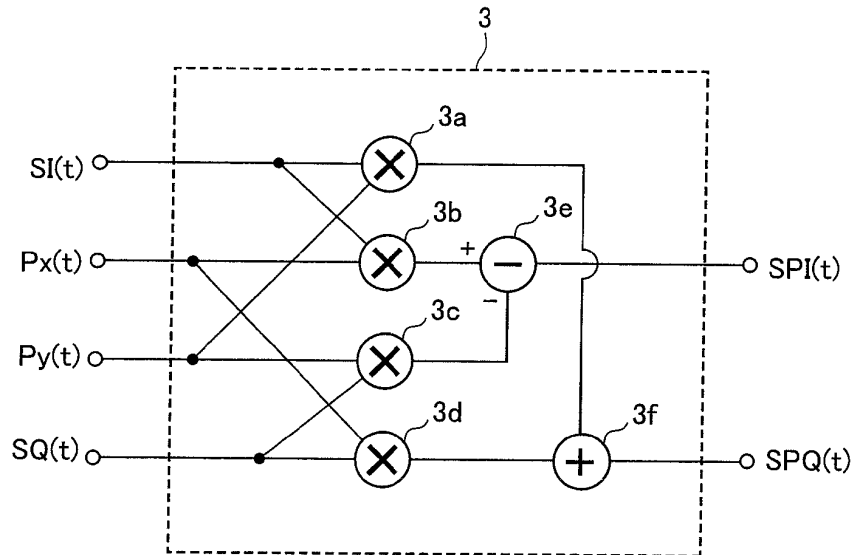 3
3a
SI(t)
3b
3e
Px(t)
+
−
SPI(t)
−
3c
Py(t)
3d
3f
SQ(t)
+
SPQ(t)